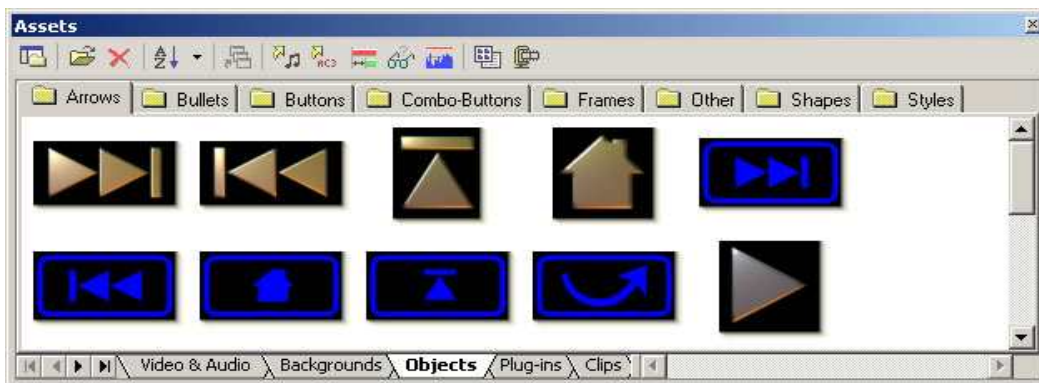 Assets
Arrows Bullets Buttons Combo-Buttons Frames Other Shapes Styles
Video & Audio Backgrounds Objects Plug-ins Clips